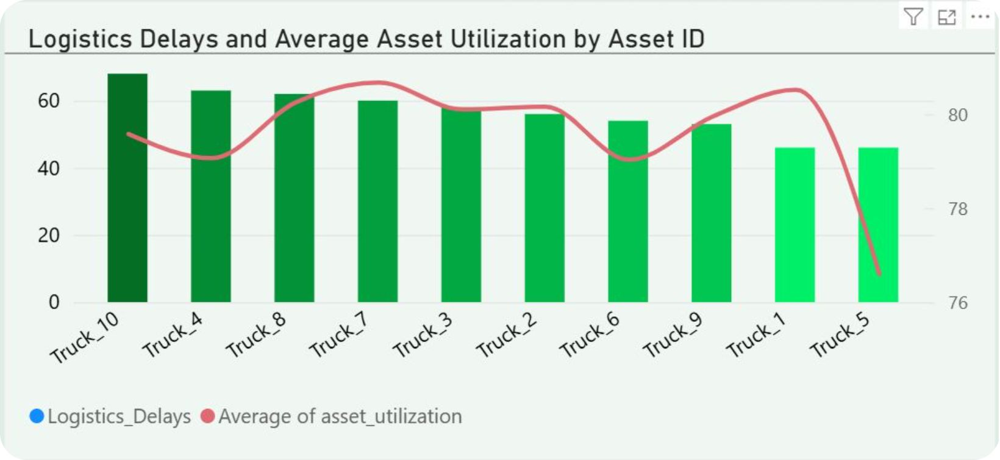 Logistics Delays and Average Asset Utilization by Asset ID
60
40
20
0
80
78
76
Truck_10
Truck_4
Truck_8
Truck_7
Truck_3
Truck_2
Truck_6
Truck_9
Truck_1
Truck_5
Logistics_Delays Average of asset_utilization